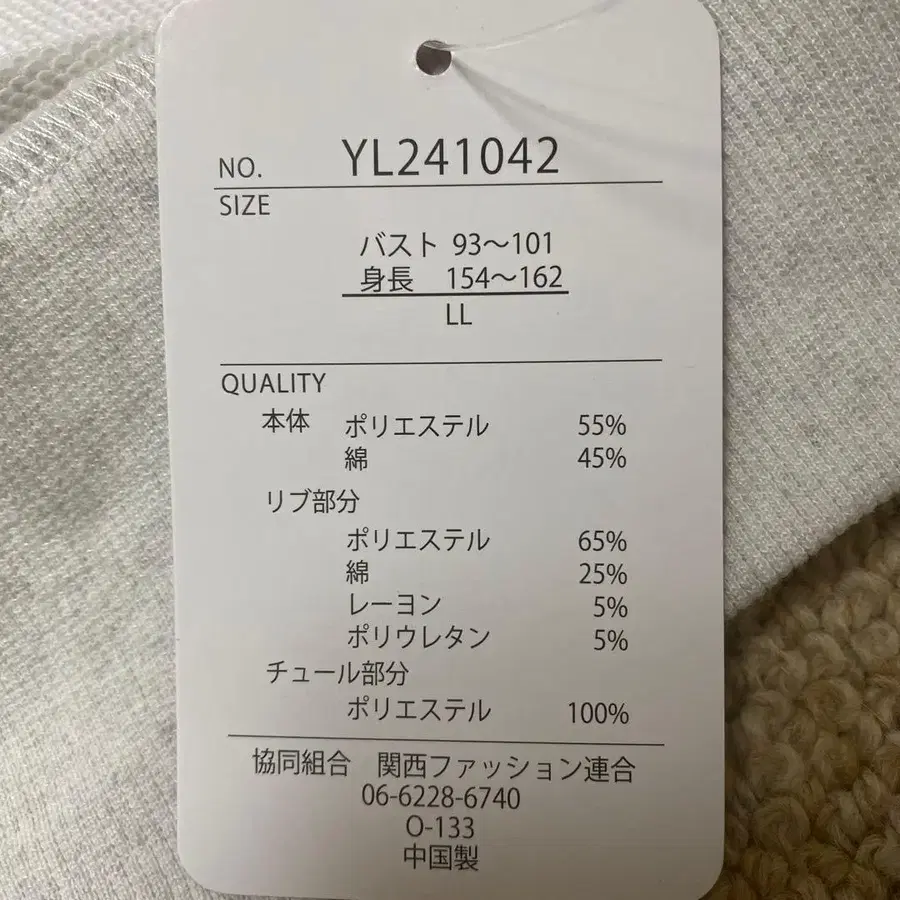 NO. YL241042
SIZE
バスト 93～101
身長 154～162
LL
QUALITY
本体 ポリエステル 55%
綿 45%
リブ部分
ポリエステル 65%
綿 25%
レーヨン 5%
ポリウレタン 5%
チュール部分
ポリエステル 100%
協同組合 関西ファッション連合
06-6228-6740
O-133
中国製